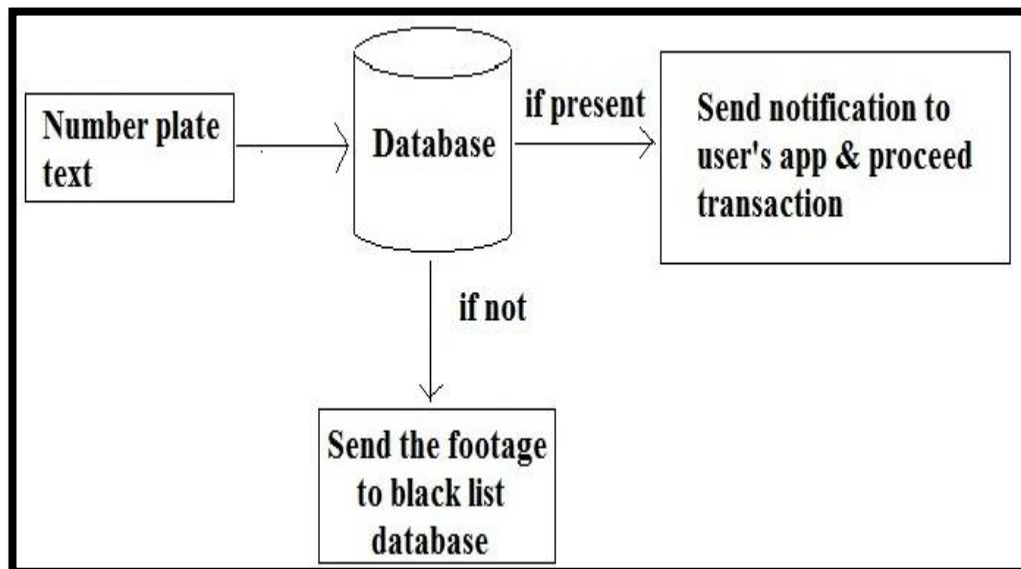 Number plate
text
Database
if present
Send notification to
user's app & proceed
transaction
if not
Send the footage
to black list
database